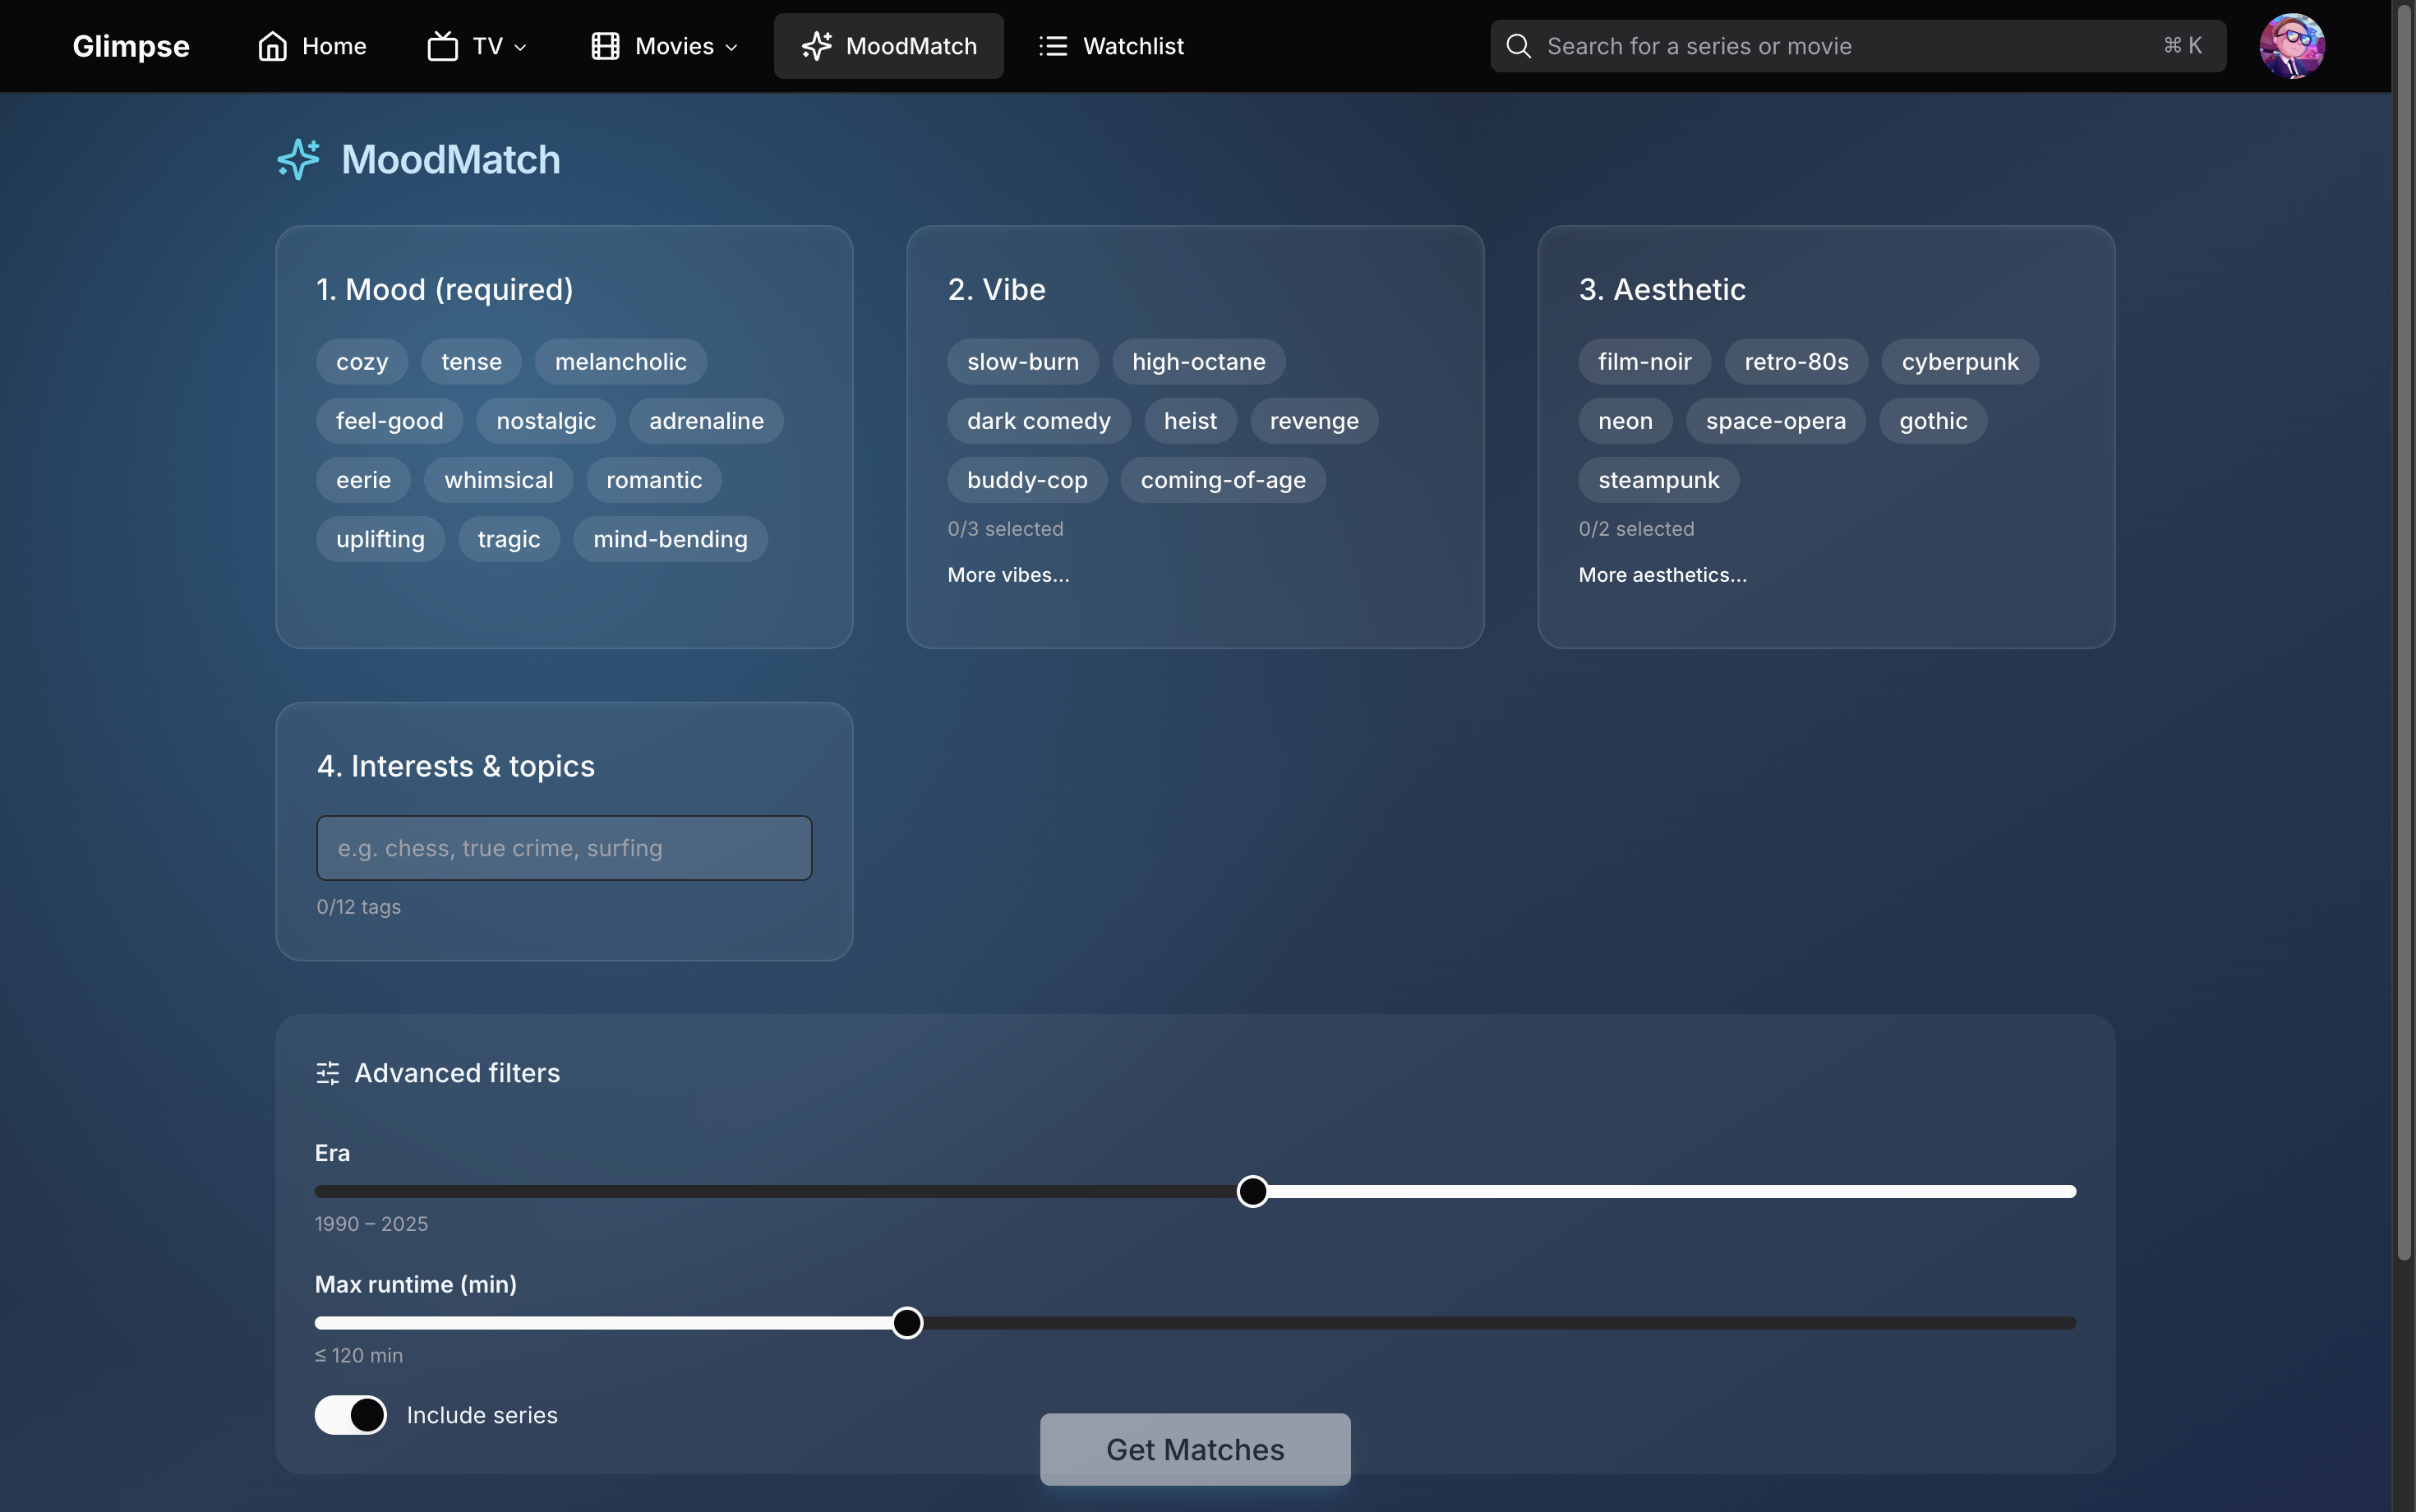 Glimpse Home TV Movies MoodMatch Watchlist Search for a series or movie ⌘ K
MoodMatch
1. Mood (required)
cozy tense melancholic
feel-good nostalgic adrenaline
eerie whimsical romantic
uplifting tragic mind-bending
2. Vibe
slow-burn high-octane
dark comedy heist revenge
buddy-cop coming-of-age
0/3 selected
More vibes...
3. Aesthetic
film-noir retro-80s cyberpunk
neon space-opera gothic
steampunk
0/2 selected
More aesthetics...
4. Interests & topics
e.g. chess, true crime, surfing
0/12 tags
Advanced filters
Era
1990 – 2025
Max runtime (min)
≤ 120 min
Include series
Get Matches